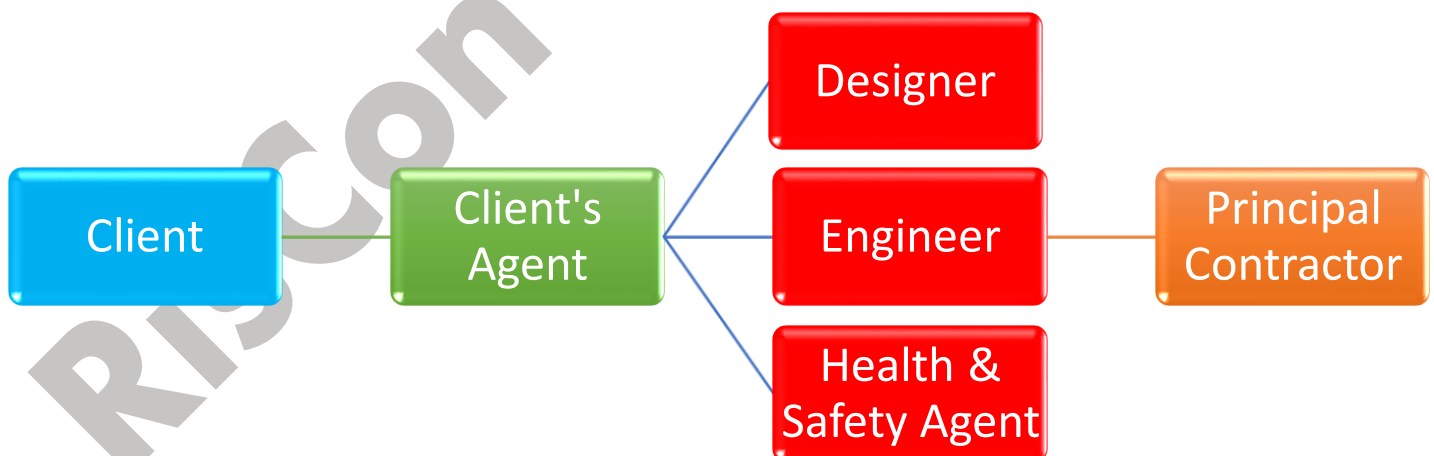 RisCon
Client
Client's
Agent
Designer
Engineer
Health &
Safety Agent
Principal
Contractor